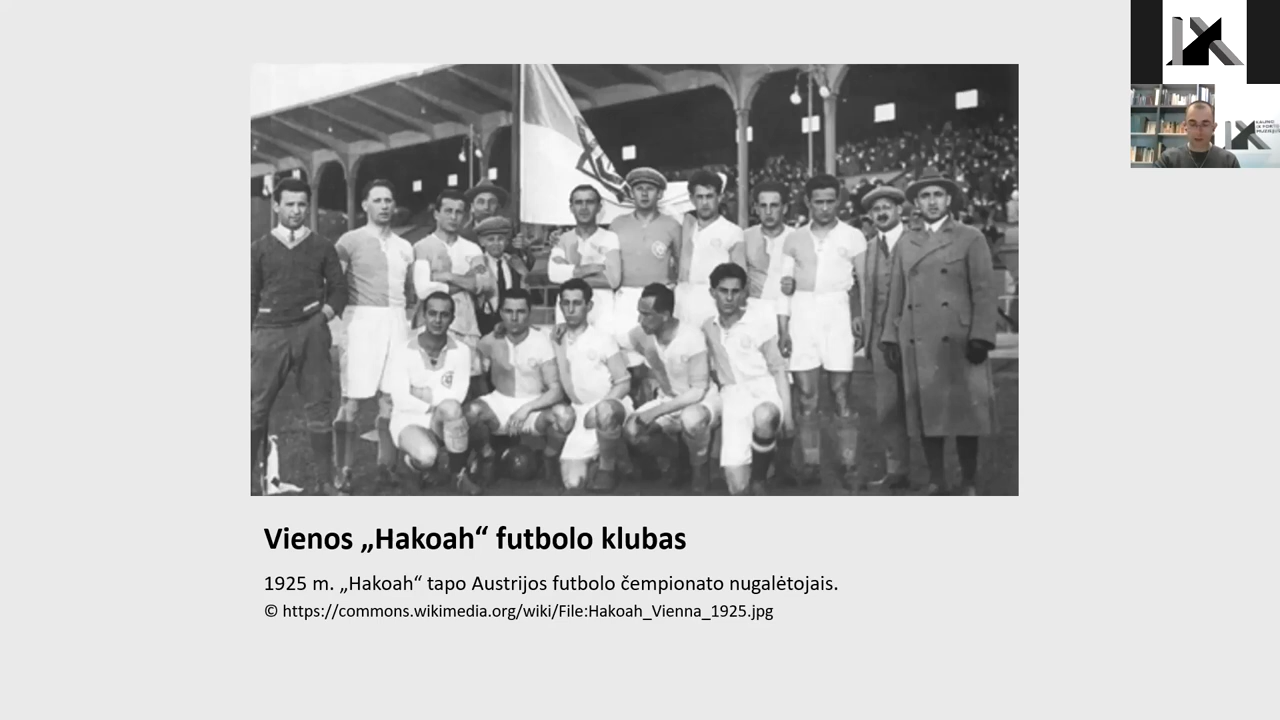 Vienos „Hakoah“ futbolo klubas
1925 m. „Hakoah“ tapo Austrijos futbolo čempionato nugalėtojais.
© https://commons.wikimedia.org/wiki/File:Hakoah_Vienna_1925.jpg